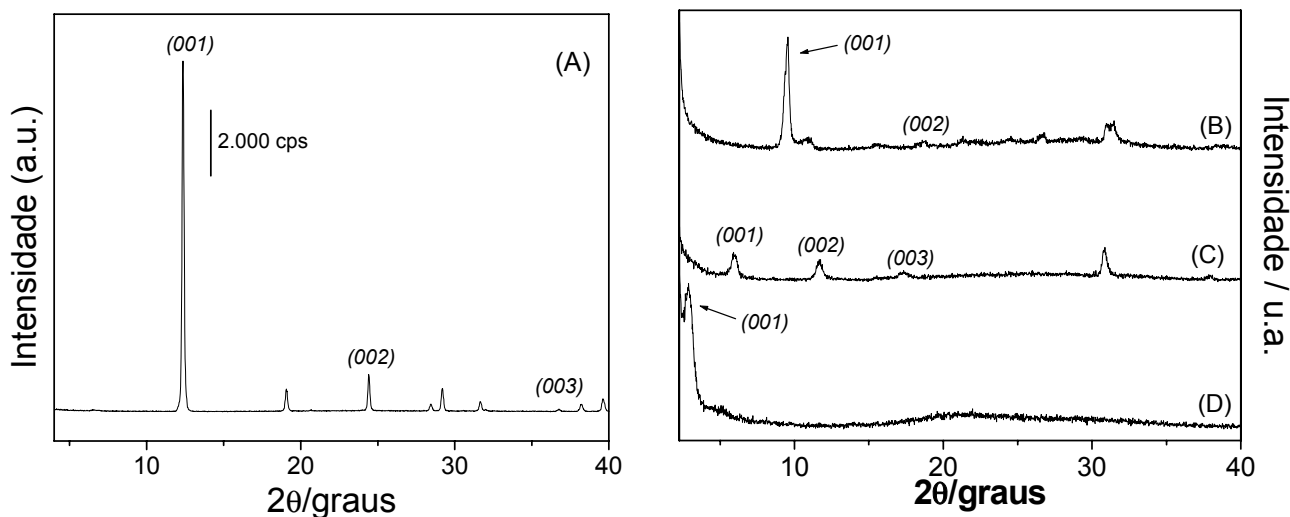 Intensidade (a.u.)
(001)
(A)
2.000 cps
(002)
(003)
10 20 30 40
2θ/graus
(001)
(002)
(B)
(001)
(002)
(003)
(C)
(001)
(D)
10 20 30 40
2θ/graus
Intensidade / u.a.